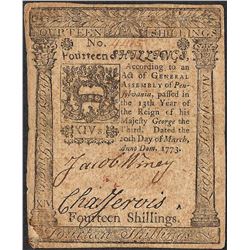 FOURTEEN SHILLINGS
No.
Fourteen SHILLINGS.
According to an
Act of GENERAL
ASSEMBLY of Penn-
sylvania, passed in
the 13th Year of
the Reign of his
Majesty George the
Third. Dated the
20th Day of March,
Anno Dom. 1773.
XIVs
Jacob Winey
Cha Jervis
Fourteen Shillings.
Fourteen Shillings